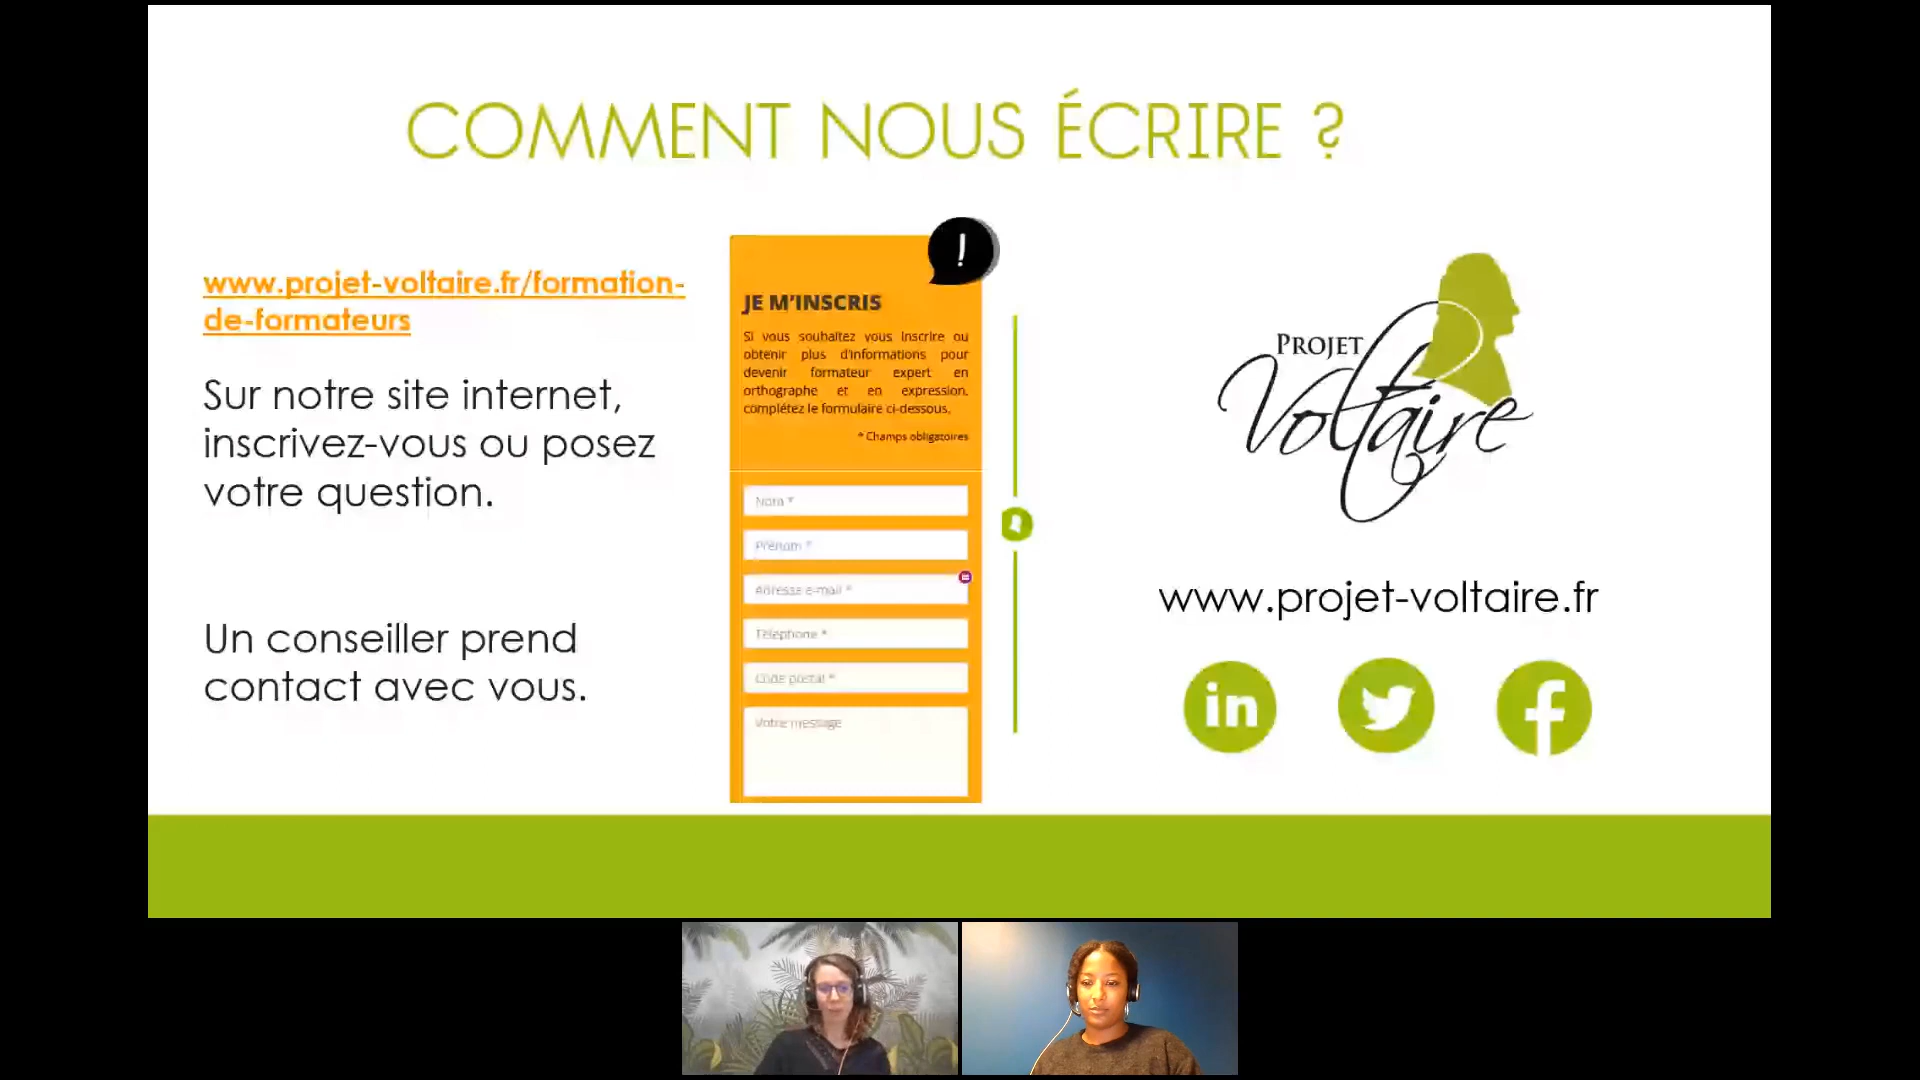 COMMENT NOUS ÉCRIRE ?
www.projet-voltaire.fr/formation-
de-formateurs
Sur notre site internet,
inscrivez-vous ou posez
votre question.
Un conseiller prend
contact avec vous.
!
JE M'INSCRIS
Si vous souhaitez vous inscrire ou
obtenir plus d'informations pour
devenir formateur expert en
orthographe et en expression,
complétez le formulaire ci-dessous.
* Champs obligatoires
Nom *
Prénom *
Adresse e-mail *
Téléphone *
Code postal *
Votre message
PROJET
Voltaire
www.projet-voltaire.fr
in
f